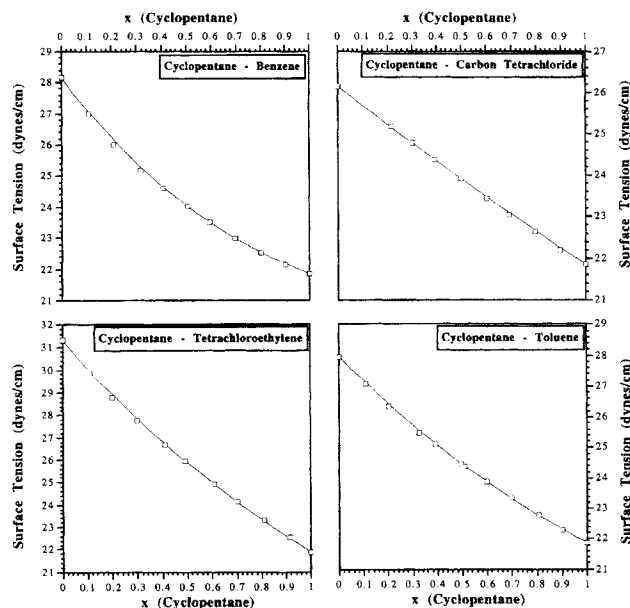 x (Cyclopentane)
x (Cyclopentane)
0 0.1 0.2 0.3 0.4 0.5 0.6 0.7 0.8 0.9 1
0 0.1 0.2 0.3 0.4 0.5 0.6 0.7 0.8 0.9 1
Cyclopentane - Benzene
Surface Tension (dynes/cm)
29
28
27
26
25
24
23
22
21
Cyclopentane - Carbon Tetrachloride
27
26
25
24
23
22
21
Surface Tension (dynes/cm)
Cyclopentane - Tetrachloroethylene
Surface Tension (dynes/cm)
32
31
30
29
28
27
26
25
24
23
22
21
Cyclopentane - Toluene
29
28
27
26
25
24
23
22
21
Surface Tension (dynes/cm)
0 0.1 0.2 0.3 0.4 0.5 0.6 0.7 0.8 0.9 1
0 0.1 0.2 0.3 0.4 0.5 0.6 0.7 0.8 0.9 1
x (Cyclopentane)
x (Cyclopentane)